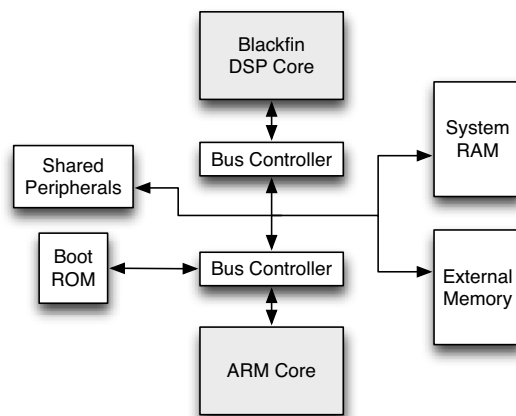 Blackfin
DSP Core
Bus Controller
System
RAM
Shared
Peripherals
Boot
ROM
Bus Controller
External
Memory
ARM Core